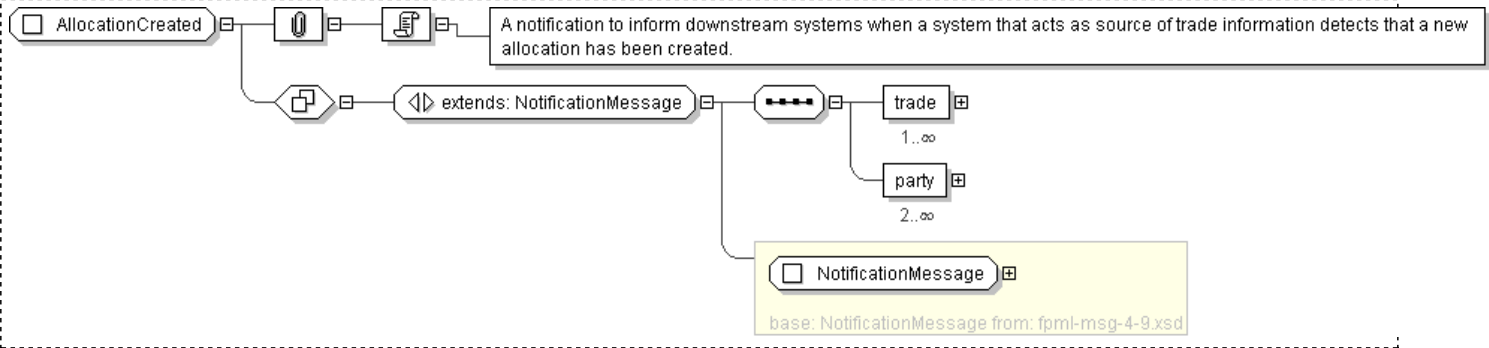 AllocationCreated
A notification to inform downstream systems when a system that acts as source of trade information detects that a new
allocation has been created.
extends: NotificationMessage
trade
1..∞
party
2..∞
NotificationMessage
base: NotificationMessage from: fpml-msg-4-9.xsd